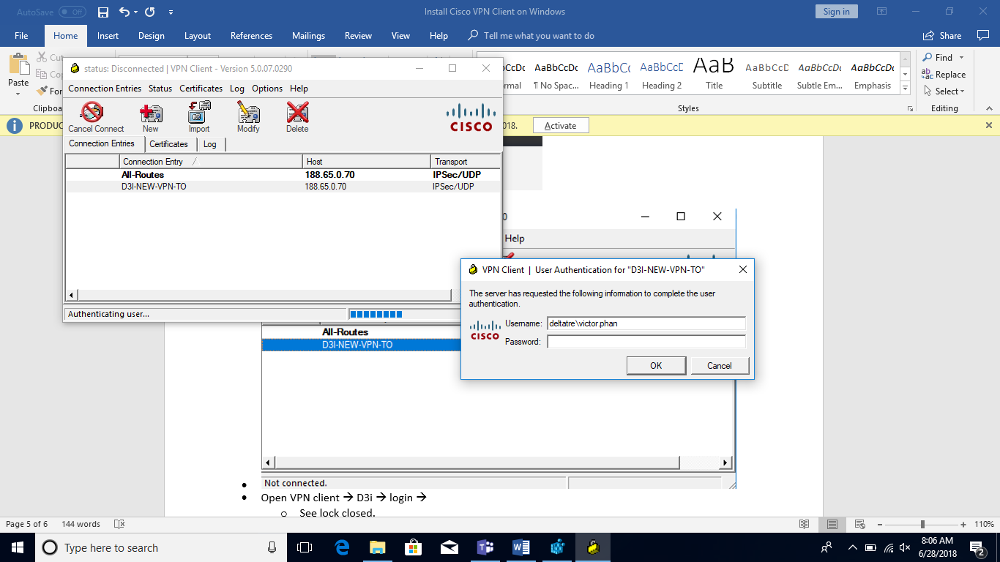 AutoSave Off
Install Cisco VPN Client on Windows
Sign in
File Home Insert Design Layout References Mailings Review View Help Tell me what you want to do Share
Paste
Cut
Clipboa
AaBbCcDc AaBbCc AaBbCcD AaB AaBbCcD AaBbCcDc AaBbCcDc
rmal ¶ No Spac... Heading 1 Heading 2 Title Subtitle Subtle Em... Emphasis
Styles
Find
Replace
Select
Editing
PRODUC
018. Activate
status: Disconnected | VPN Client - Version 5.0.07.0290
Connection Entries Status Certificates Log Options Help
Cancel Connect New Import Modify Delete
CISCO
Connection Entries Certificates Log
Connection Entry Host Transport
All-Routes 188.65.0.70 IPSec/UDP
D3I-NEW-VPN-TO 188.65.0.70 IPSec/UDP
Authenticating user...
0
Help
VPN Client | User Authentication for "D3I-NEW-VPN-TO"
The server has requested the following information to complete the user
authentication.
CISCO
Username: deltatre\victor.phan
Password:
OK Cancel
All-Routes
D3I-NEW-VPN-TO
Not connected.
• Open VPN client → D3i → login →
o See lock closed.
Page 5 of 6 144 words 110%
Type here to search
8:06 AM
6/28/2018
2